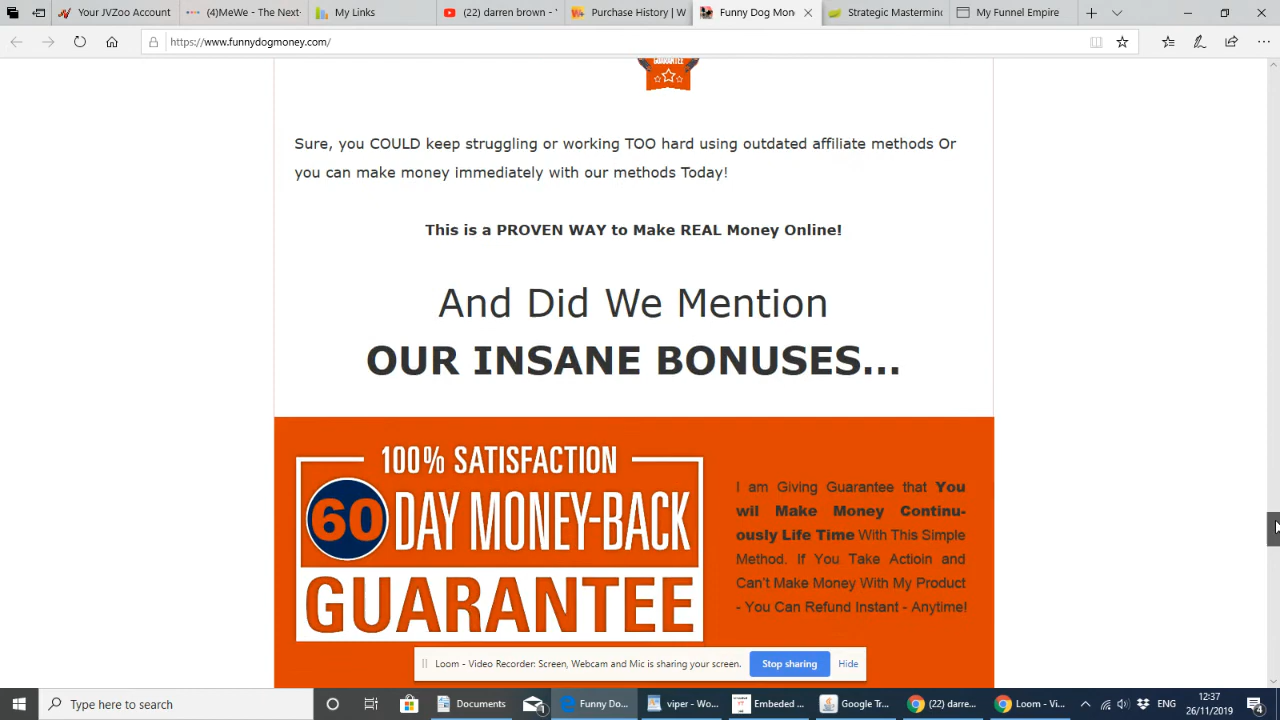 Your JVZoo Account
(4)MeWe - The Next-
My Links
(22) darren brown - '
Purchase History | W
Funny Dog Mone
Strategic Mastermin
My Funnel Empire
https://www.funnydogmoney.com/
GUARANTEE
Sure, you COULD keep struggling or working TOO hard using outdated affiliate methods Or
you can make money immediately with our methods Today!
This is a PROVEN WAY to Make REAL Money Online!
And Did We Mention
OUR INSANE BONUSES...
100% SATISFACTION
60 DAY MONEY-BACK
GUARANTEE
I am Giving Guarantee that You
wil Make Money Continu-
ously Life Time With This Simple
Method. If You Take Actioin and
Can't Make Money With My Product
- You Can Refund Instant - Anytime!
Loom - Video Recorder: Screen, Webcam and Mic is sharing your screen.
Stop sharing
Hide
Type here to search
Documents
1
Funny Do...
viper - Wo...
Embeded ...
Google Tr...
(22) darre...
Loom - Vi...
ENG
12:37
26/11/2019
4